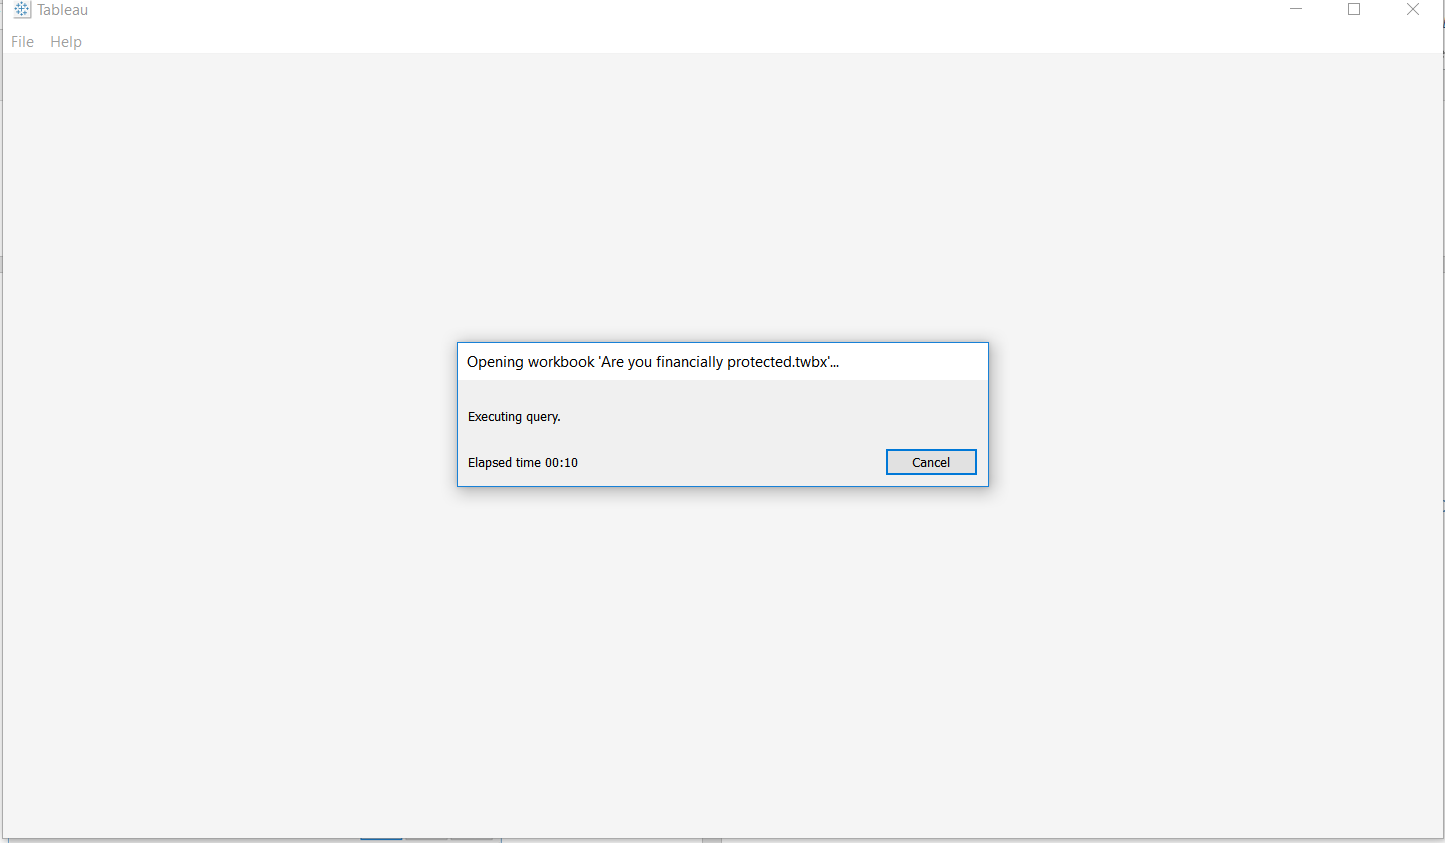 Tableau
File Help
Opening workbook 'Are you financially protected.twbx'...
Executing query.
Elapsed time 00:10
Cancel